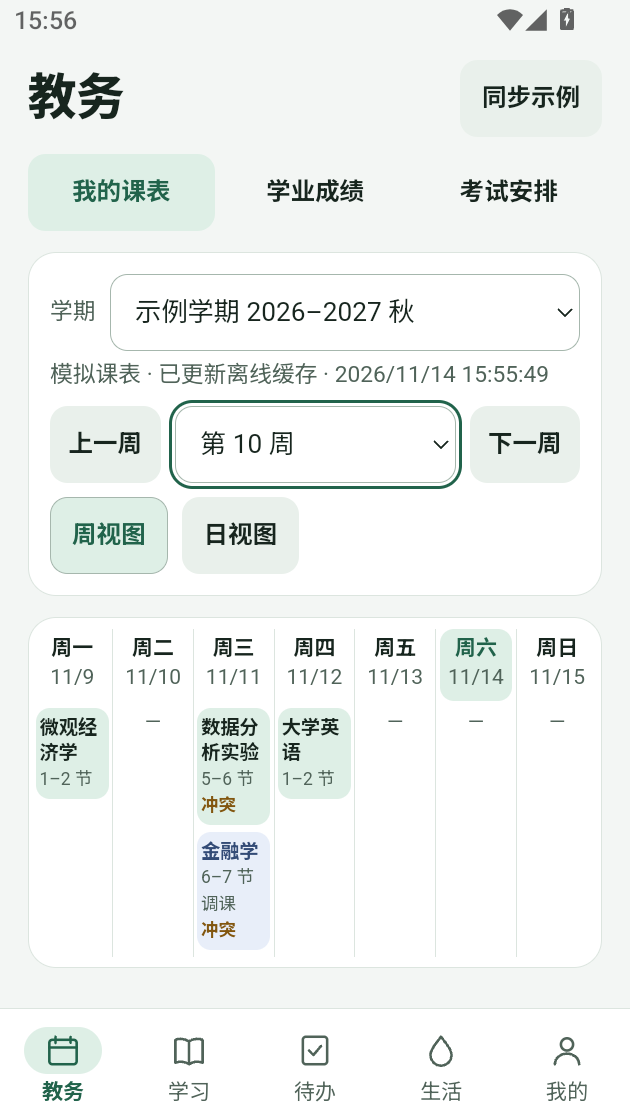 15:56
教务
同步示例
我的课表
学业成绩
考试安排
学期
示例学期 2026–2027 秋
模拟课表 · 已更新离线缓存 · 2026/11/14 15:55:49
上一周
第 10 周
下一周
周视图
日视图
周一
11/9
微观经
济学
1–2 节
周二
11/10
—
周三
11/11
数据分
析实验
5–6 节
冲突
金融学
6–7 节
调课
冲突
周四
11/12
大学英
语
1–2 节
周五
11/13
—
周六
11/14
—
周日
11/15
—
教务
学习
待办
生活
我的